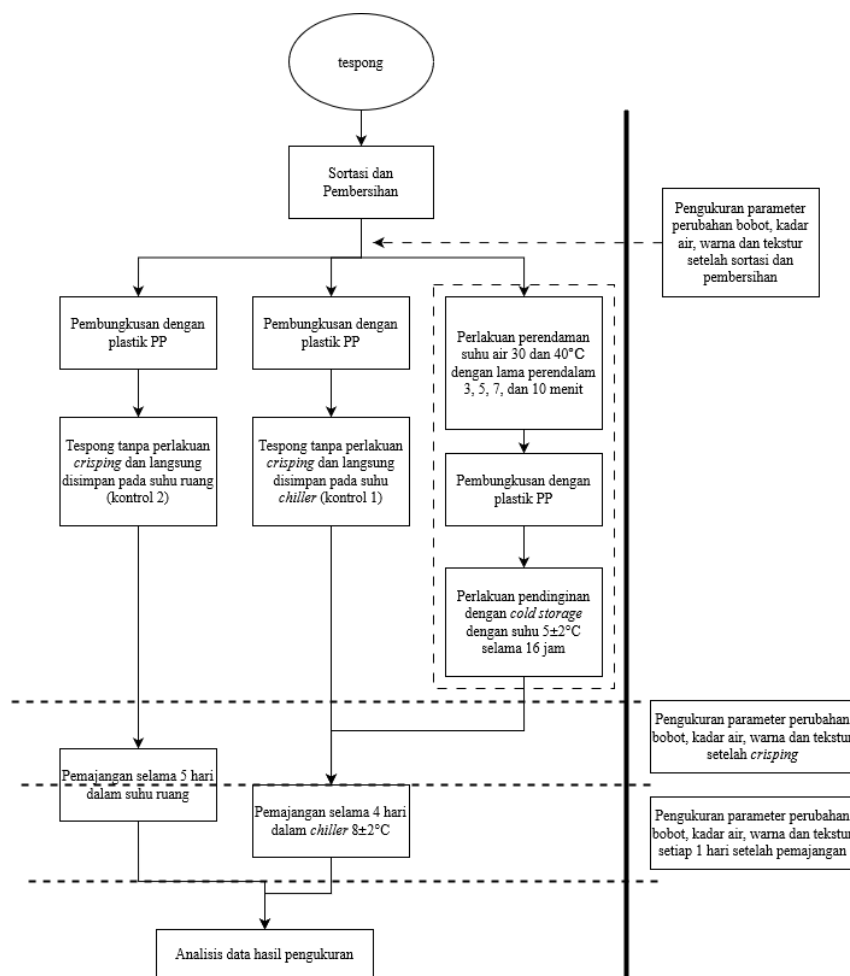 tespong
Sortasi dan
Pembersihan
Pengukuran parameter
perubahan bobot, kadar
air, warna dan tekstur
setelah sortasi dan
pembersihan
Pembungkusan dengan
plastik PP
Pembungkusan dengan
plastik PP
Perlakuan perendaman
suhu air 30 dan 40°C
dengan lama perendalam
3, 5, 7, dan 10 menit
Tespong tanpa perlakuan
crisping dan langsung
disimpan pada suhu ruang
(kontrol 2)
Tespong tanpa perlakuan
crisping dan langsung
disimpan pada suhu
chiller (kontrol 1)
Pembungkusan dengan
plastik PP
Perlakuan pendinginan
dengan cold storage
dengan suhu 5±2°C
selama 16 jam
Pengukuran parameter perubahan
bobot, kadar air, warna dan tekstur
setelah crisping
Pemajangan selama 5 hari
dalam suhu ruang
Pemajangan selama 4 hari
dalam chiller 8±2°C
Pengukuran parameter perubahan
bobot, kadar air, warna dan tekstur
setiap 1 hari setelah pemajangan
Analisis data hasil pengukuran